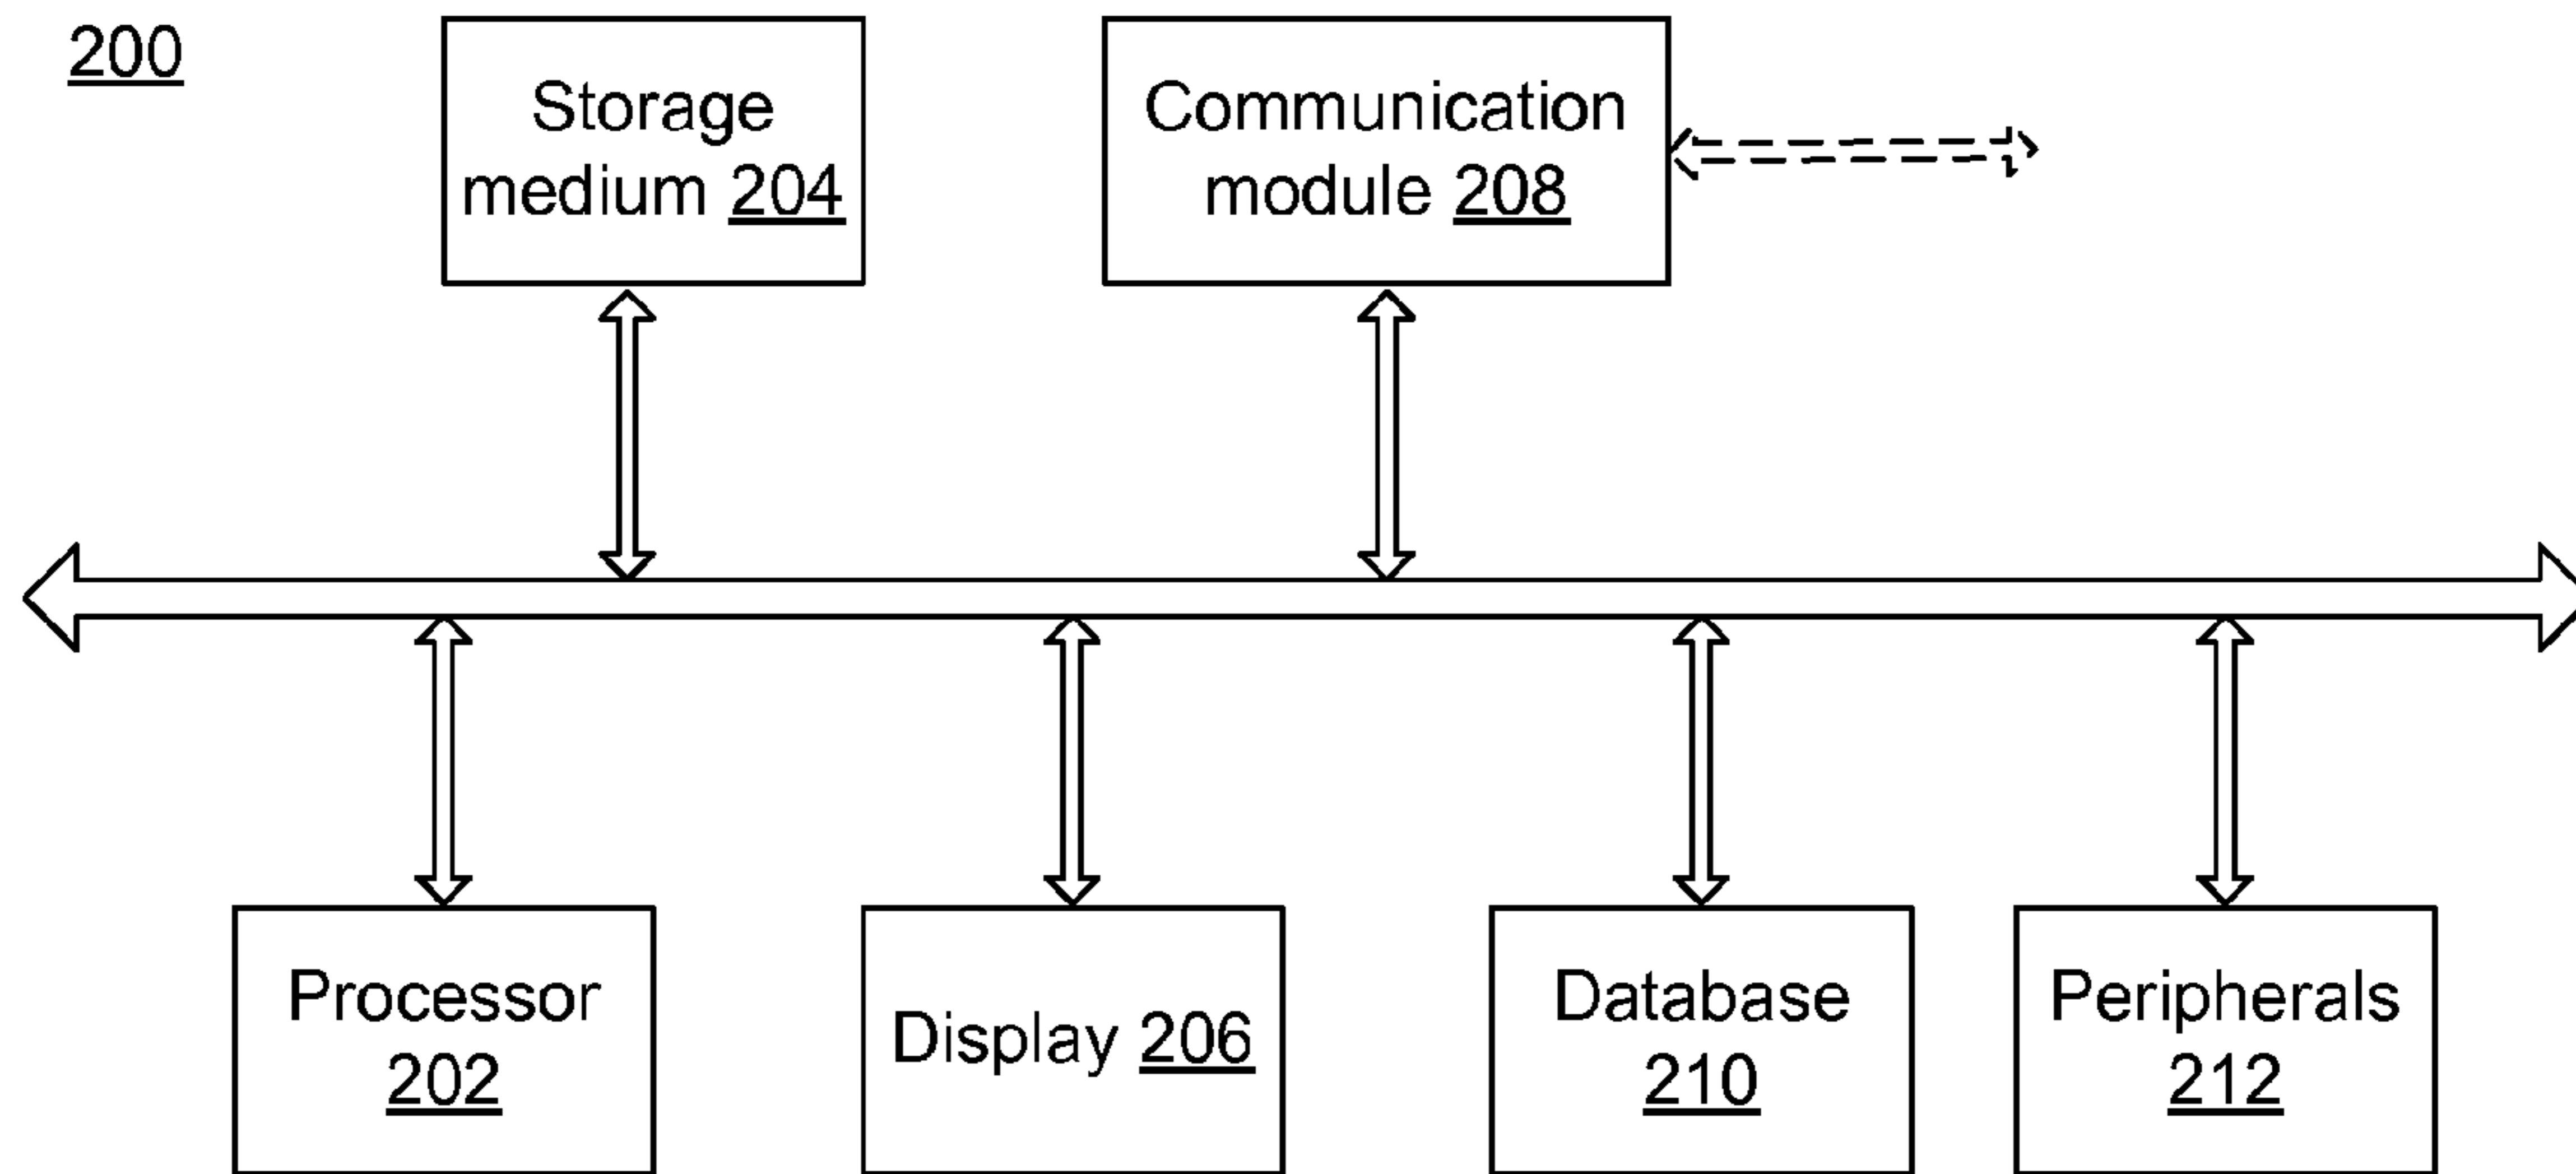 200
Storage
medium 204
Communication
module 208
Processor
202
Display 206
Database
210
Peripherals
212